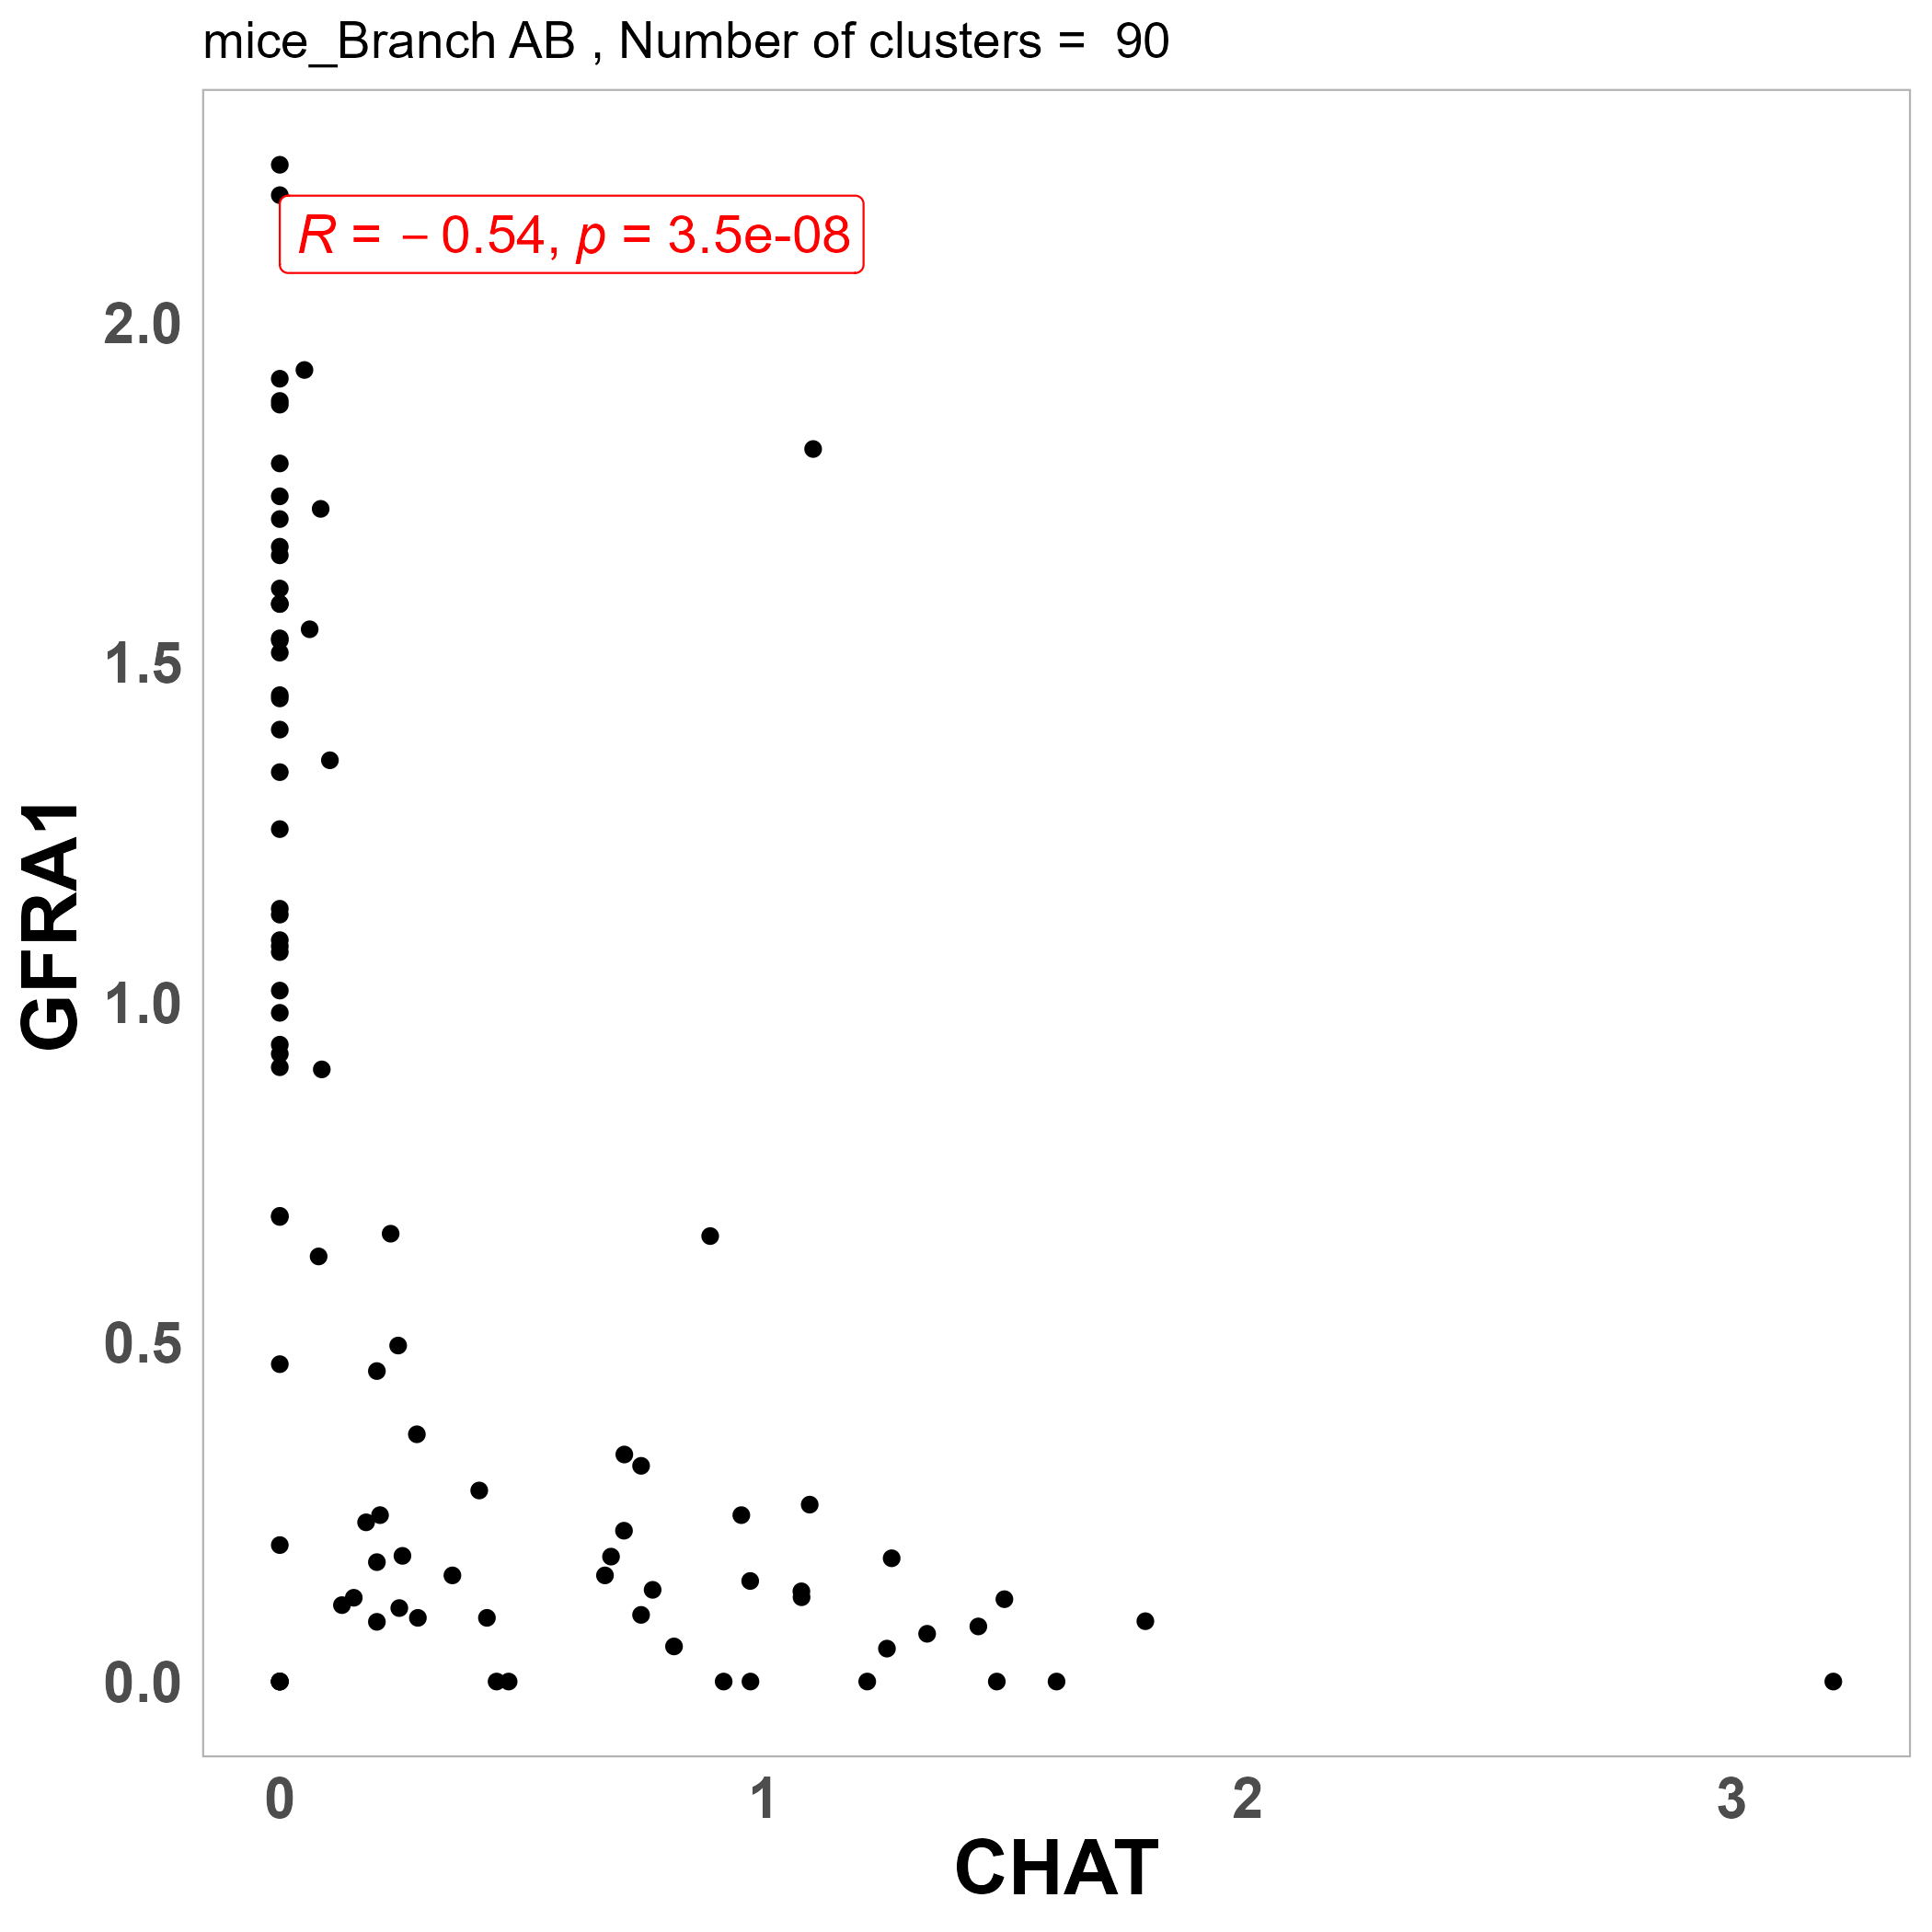 mice_Branch AB , Number of clusters =  90
R = – 0.54, p = 3.5e-08
2.0
1.5
1.0
0.5
0.0
GFRA1
0 1 2 3
CHAT